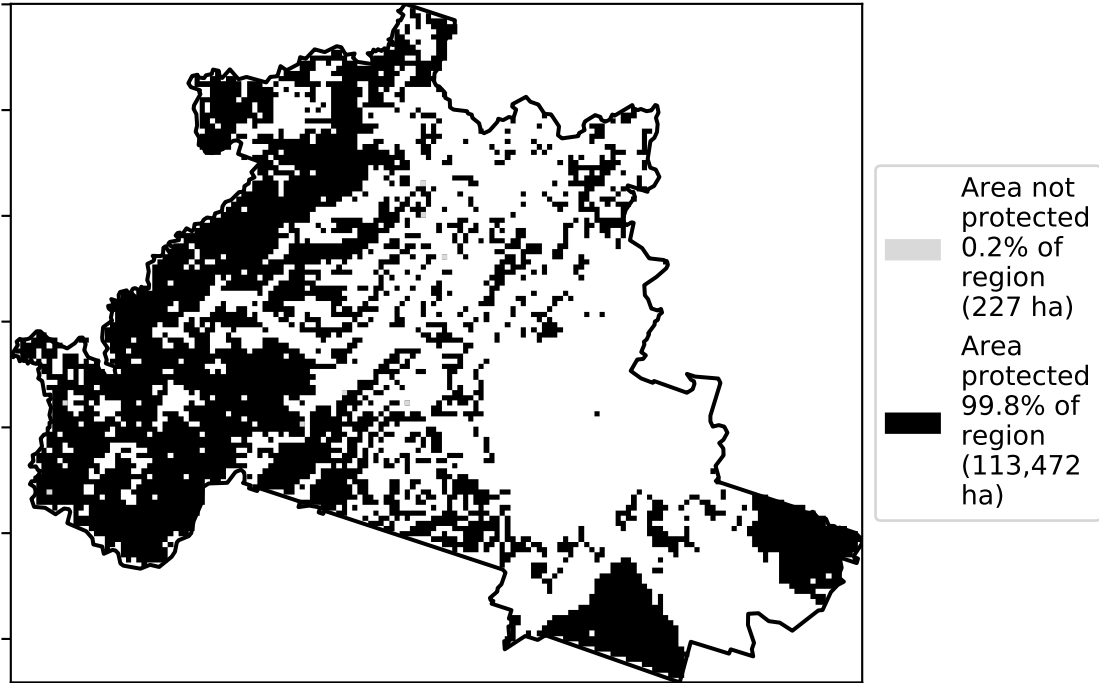 Area not
protected
0.2% of
region
(227 ha)
Area
protected
99.8% of
region
(113,472
ha)